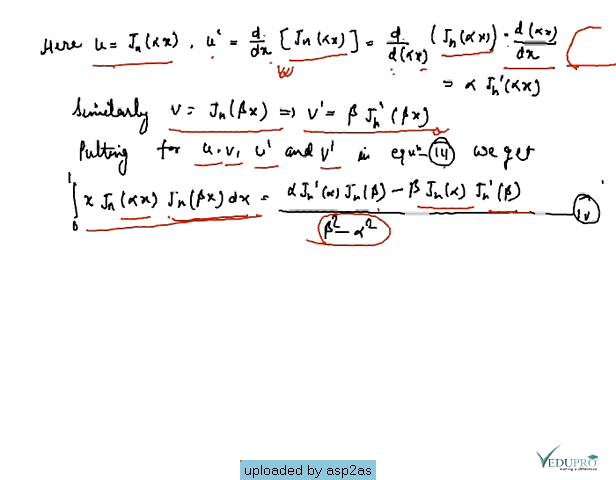 Here u = Jn(αx), u' = d/dx [Jn(αx)] = d/d(αx) (Jn(αx)) · d(αx)/dx
= α Jn'(αx)
Similarly v = Jn(βx) => v' = β Jn'(βx)
Putting for u, v, u' and v' in equn (14) we get
∫₀¹ x Jn(αx) Jn(βx) dx = α Jn'(α) Jn(β) − β Jn(α) Jn'(β) / β² − α²
VEDUPRO
uploaded by asp2as